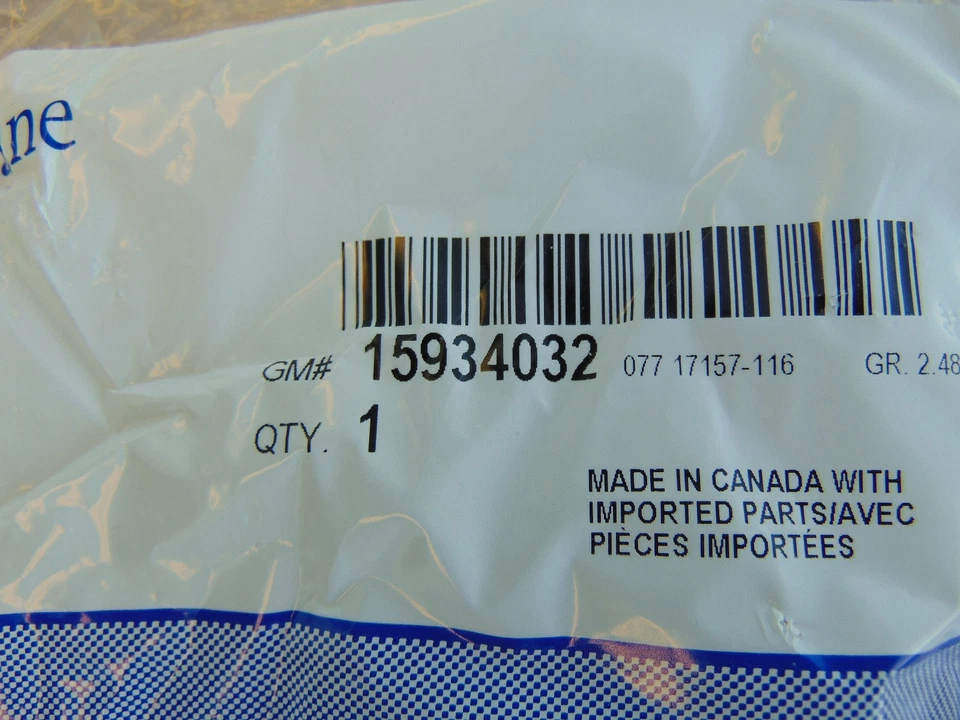 ne
GM# 15934032 077 17157-116 GR. 2.48
QTY. 1
MADE IN CANADA WITH
IMPORTED PARTS/AVEC
PIÈCES IMPORTÉES